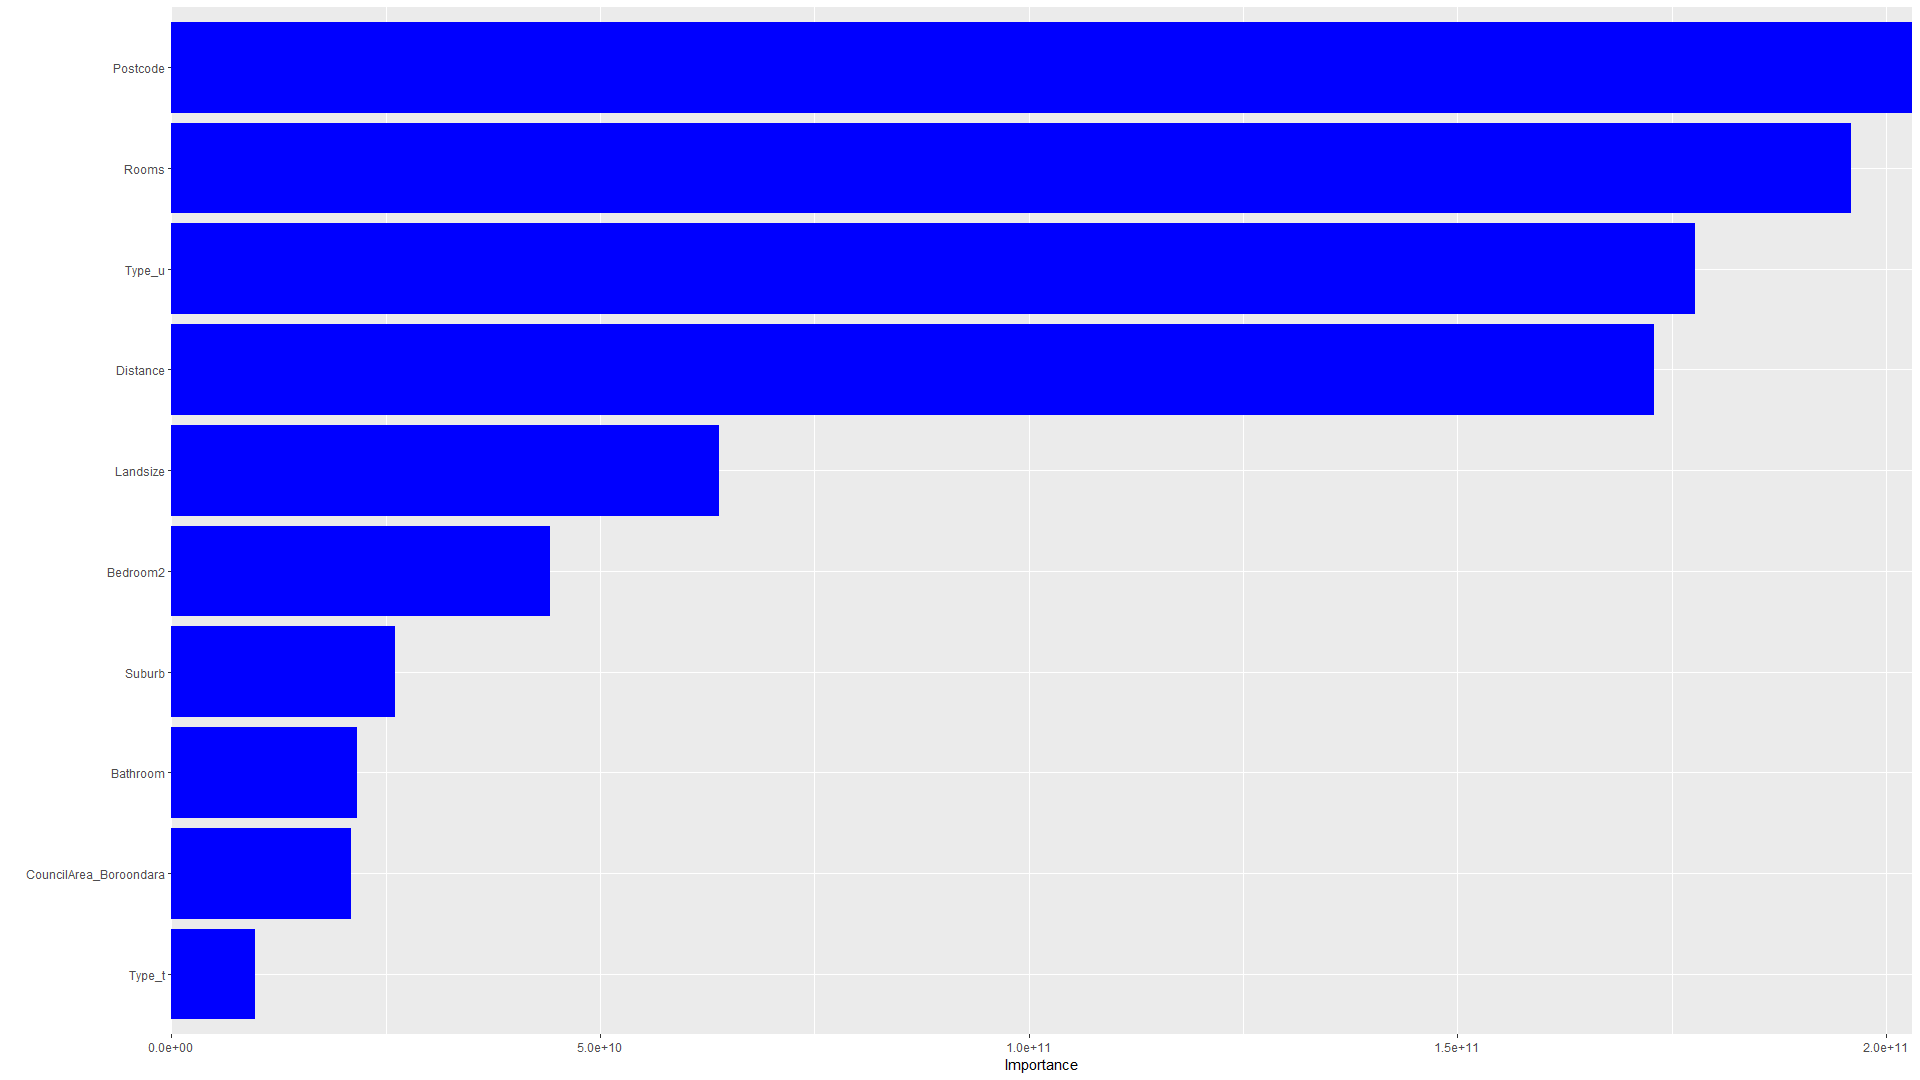 Postcode
Rooms
Type_u
Distance
Landsize
Bedroom2
Suburb
Bathroom
CouncilArea_Boroondara
Type_t
0.0e+00 5.0e+10 1.0e+11 1.5e+11 2.0e+11
Importance